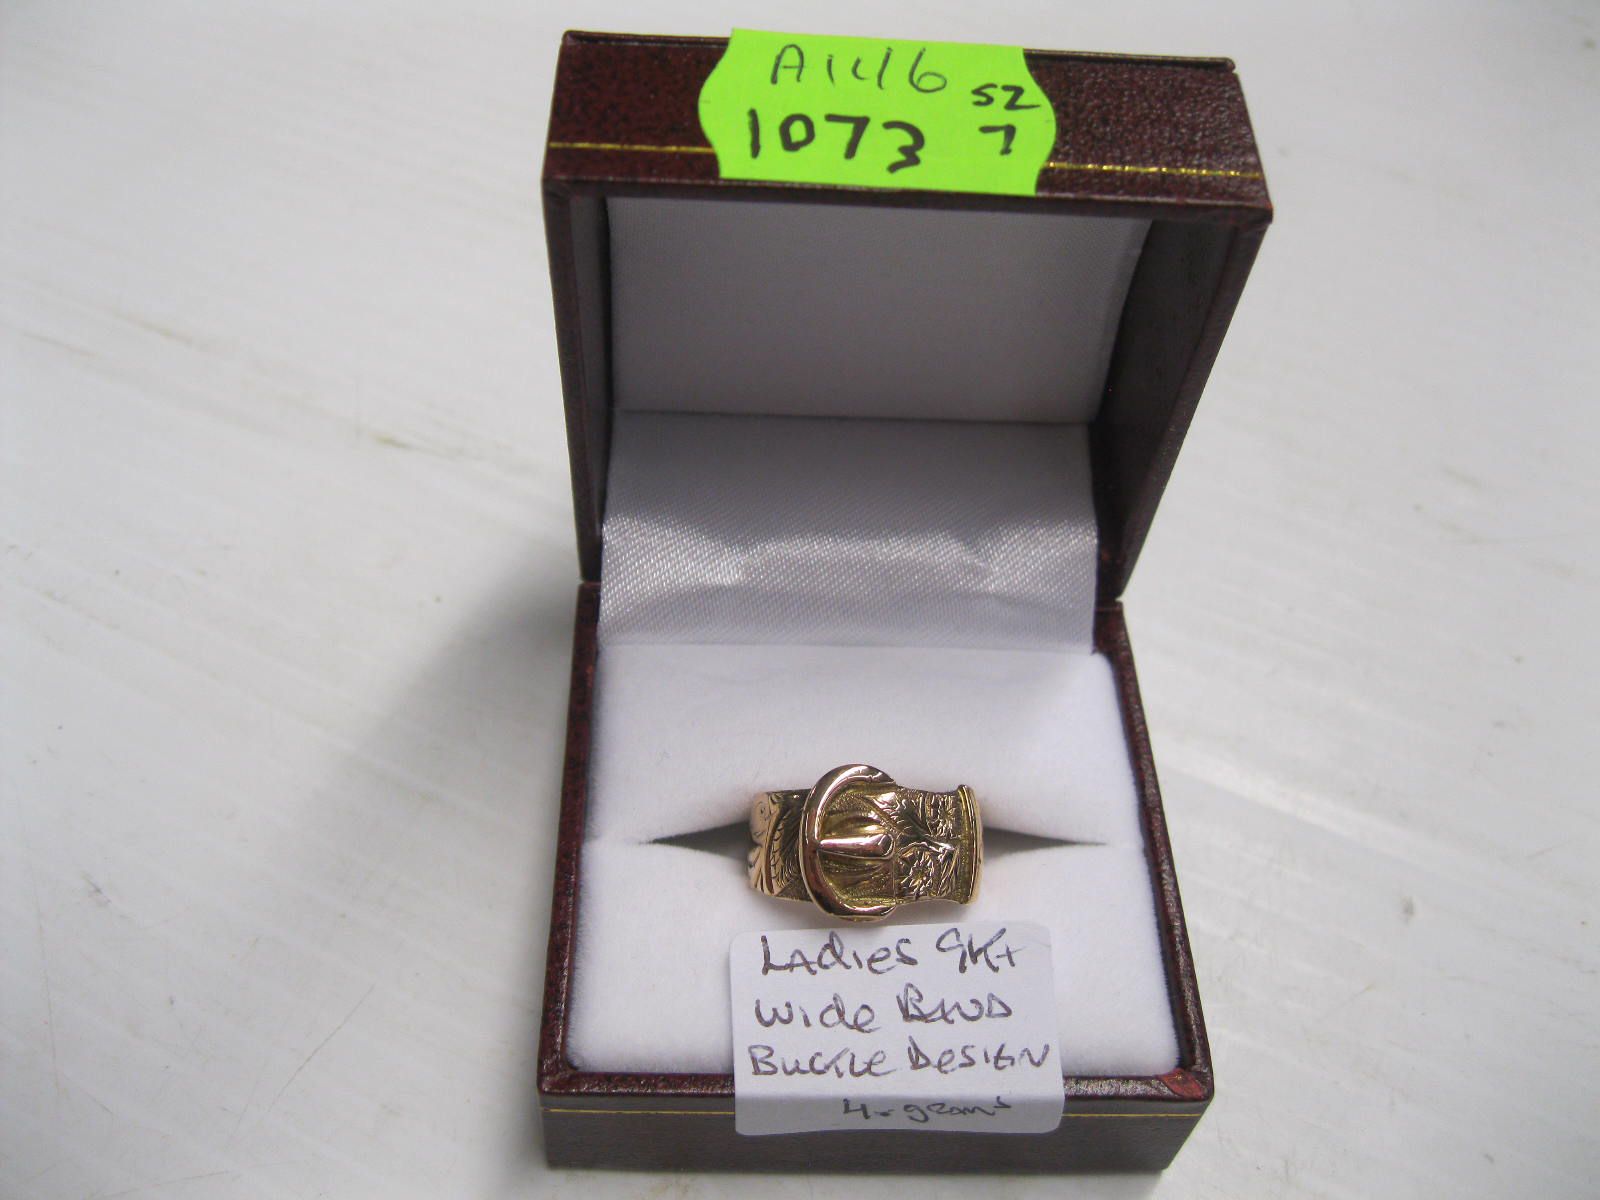 A146
1073
SZ
7
LADIES 9Kt
WIDE BAND
BUCKLE DESIGN
4. grams